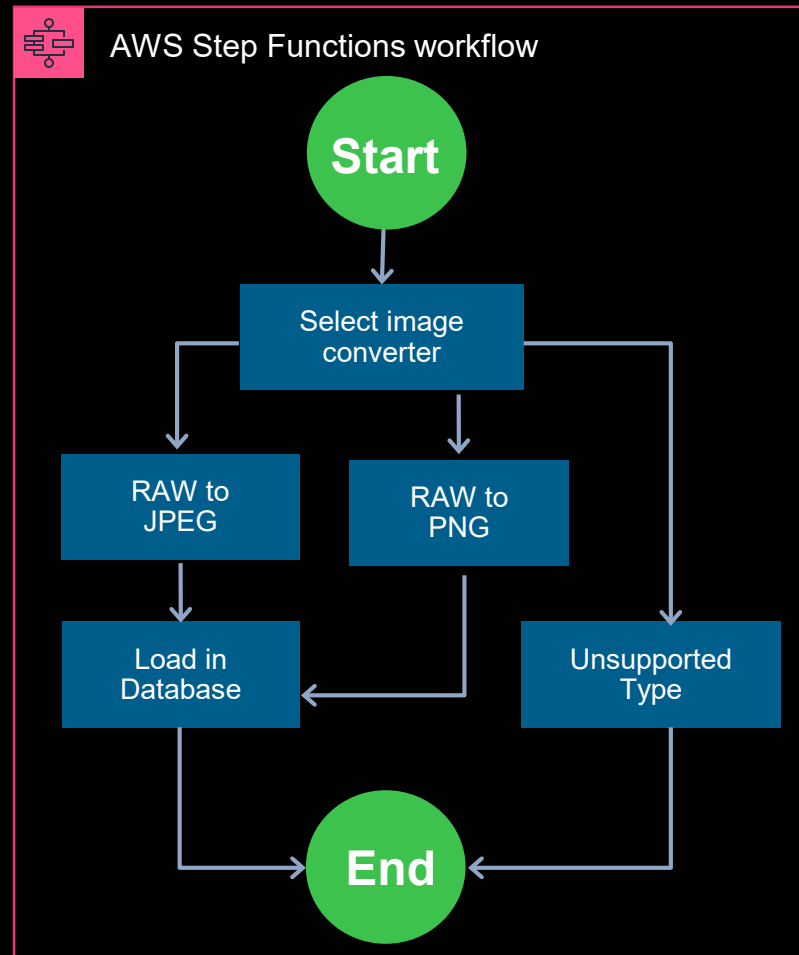 AWS Step Functions workflow
Start
Select image
converter
RAW to
JPEG
RAW to
PNG
Load in
Database
Unsupported
Type
End